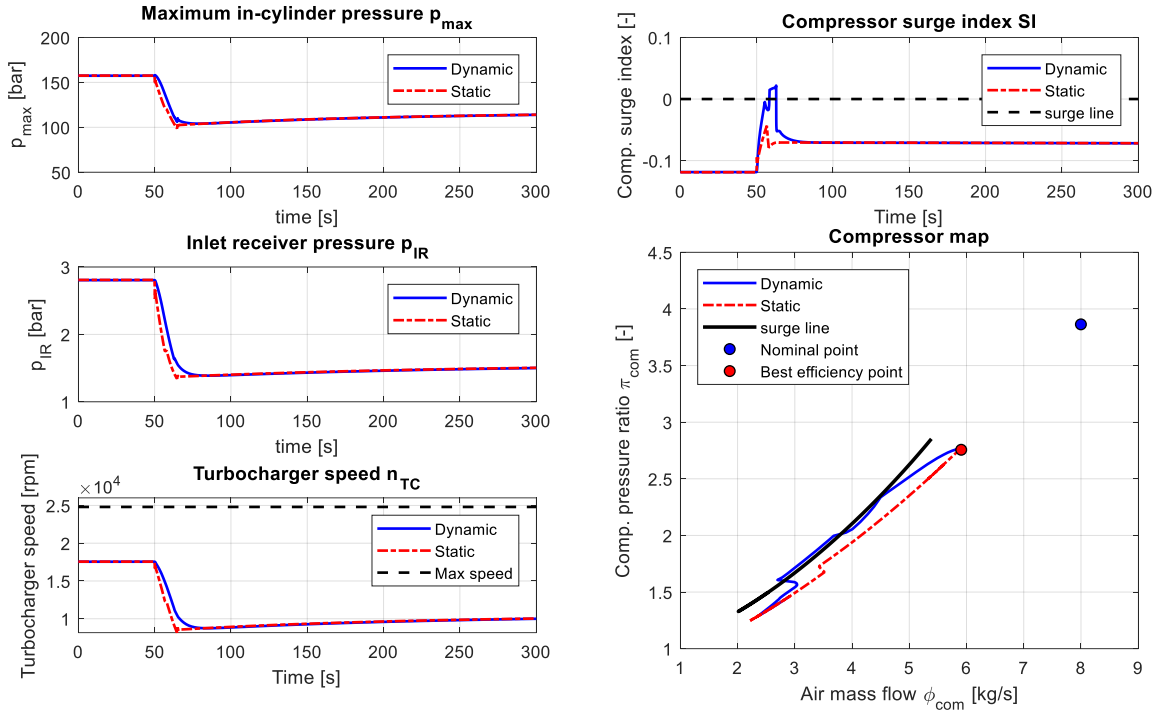 Maximum in-cylinder pressure p_max
p_max [bar]
200
150
100
50
0 50 100 150 200 250 300
time [s]
Dynamic
Static
Inlet receiver pressure p_IR
p_IR [bar]
3
2
1
0 50 100 150 200 250 300
time [s]
Dynamic
Static
Turbocharger speed n_TC
Turbocharger speed [rpm]
×10^4
2.5
2
1.5
1
0 50 100 150 200 250 300
Time [s]
Dynamic
Static
Max speed
Compressor surge index SI
Comp. surge index [-]
0.1
0
-0.1
0 50 100 150 200 250 300
Time [s]
Dynamic
Static
surge line
Compressor map
Comp. pressure ratio π_com [-]
4.5
4
3.5
3
2.5
2
1.5
1
1 2 3 4 5 6 7 8 9
Air mass flow ϕ_com [kg/s]
Dynamic
Static
surge line
Nominal point
Best efficiency point